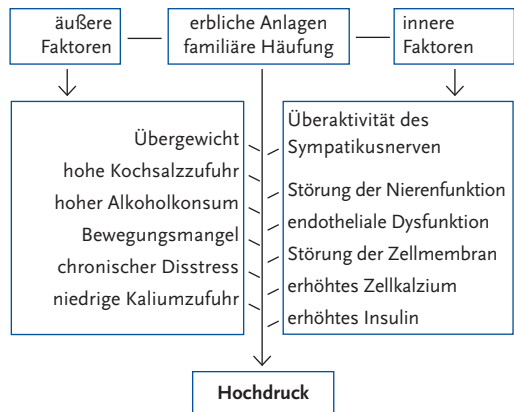 äußere
Faktoren
erbliche Anlagen
familiäre Häufung
innere
Faktoren
Übergewicht
hohe Kochsalzzufuhr
hoher Alkoholkonsum
Bewegungsmangel
chronischer Disstress
niedrige Kaliumzufuhr
Überaktivität des
Sympatikusnerven
Störung der Nierenfunktion
endotheliale Dysfunktion
Störung der Zellmembran
erhöhtes Zellkalzium
erhöhtes Insulin
Hochdruck